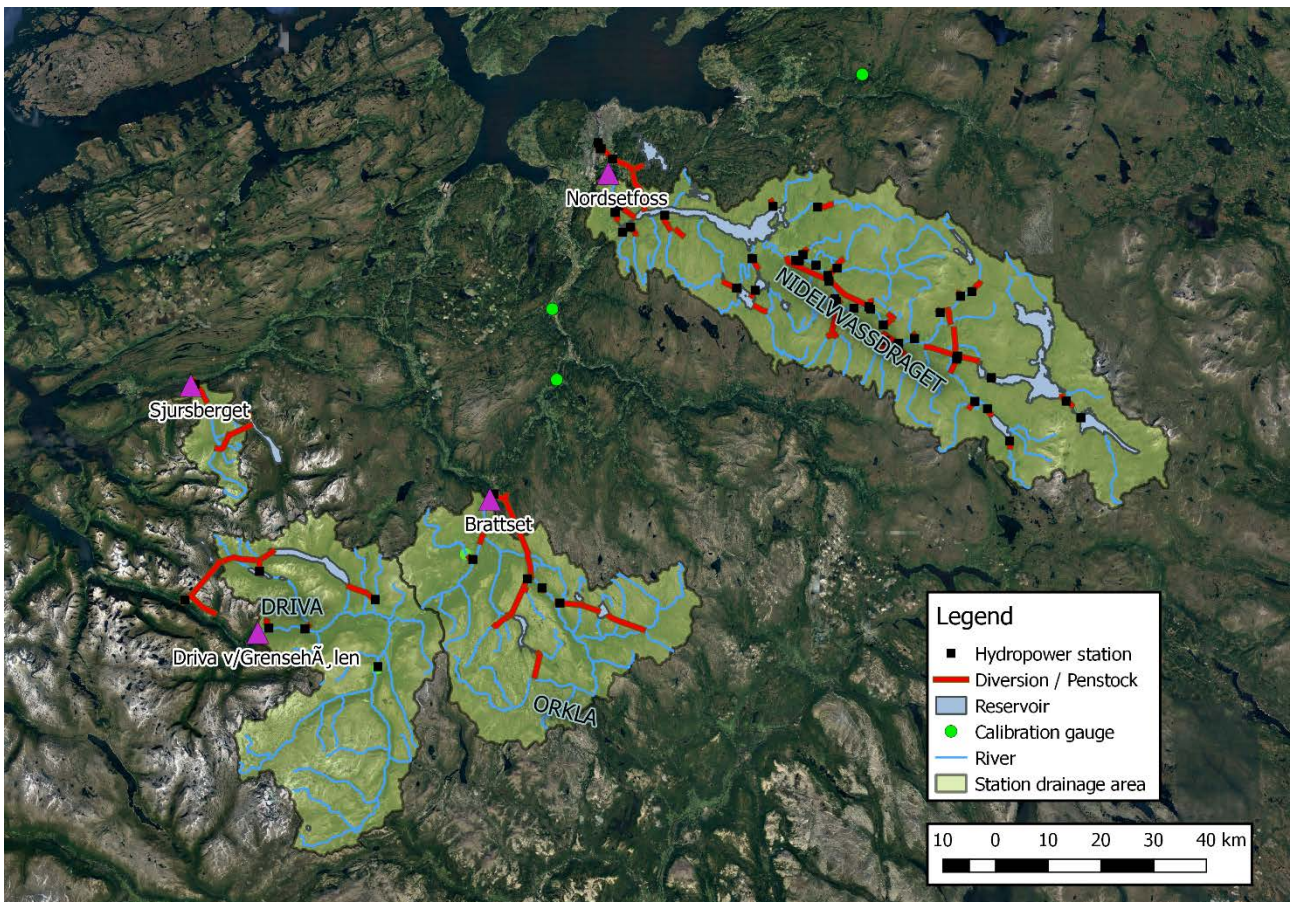 Nordsetfoss
NIDELVVASSDRAGET
Sjursberget
Brattset
DRIVA
Driva v/GrensehÃ¸len
ORKLA
Legend
Hydropower station
Diversion / Penstock
Reservoir
Calibration gauge
River
Station drainage area
10 0 10 20 30 40 km